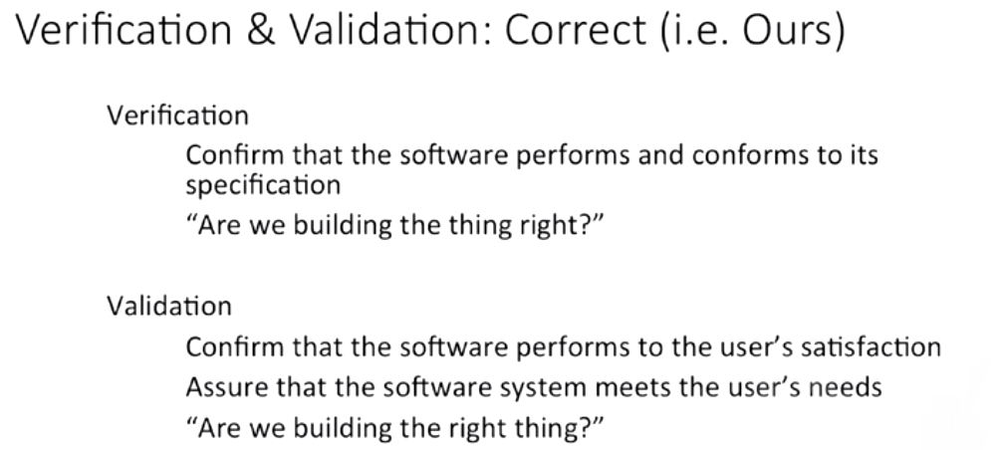 Verification & Validation: Correct (i.e. Ours)
Verification
Confirm that the software performs and conforms to its
specification
“Are we building the thing right?”
Validation
Confirm that the software performs to the user’s satisfaction
Assure that the software system meets the user’s needs
“Are we building the right thing?”